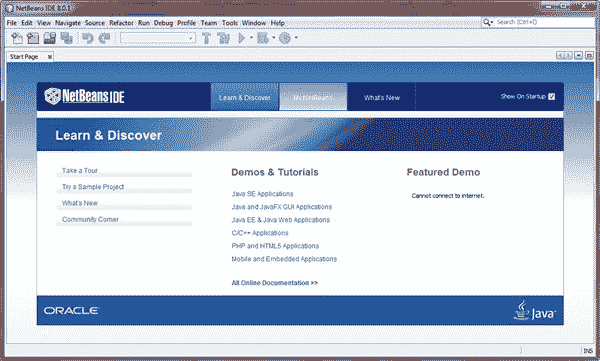 NetBeans IDE 8.0.1
File Edit View Navigate Source Refactor Run Debug Profile Team Tools Window Help
Search (Ctrl+I)
Start Page
NetBeans IDE
Learn & Discover
My NetBeans
What's New
Show On Startup
Learn & Discover
Take a Tour
Try a Sample Project
What's New
Community Corner
Demos & Tutorials
Java SE Applications
Java and JavaFX GUI Applications
Java EE & Java Web Applications
C/C++ Applications
PHP and HTML5 Applications
Mobile and Embedded Applications
All Online Documentation >>
Featured Demo
Cannot connect to internet.
ORACLE
Java
INS